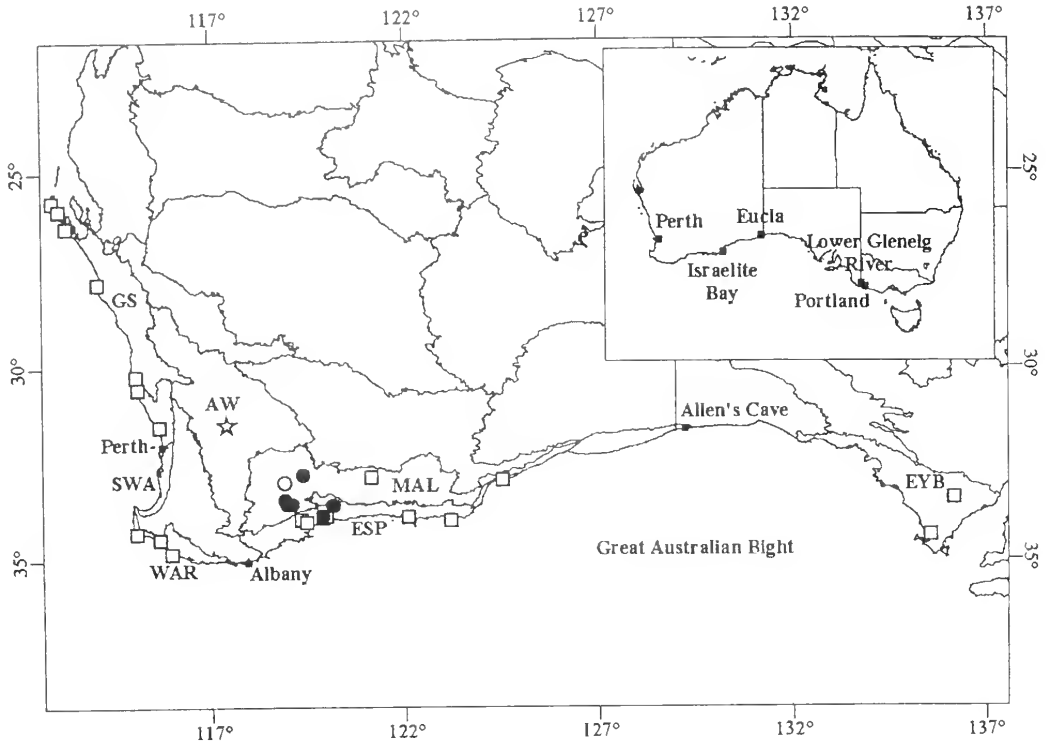 117°
122°
127°
132°
137°
25°
25°
Perth
Eucla
Lower Glenelg
River
Israelite
Bay
Portland
GS
30°
30°
AW
Allen's Cave
Perth
SWA
MAL
EYB
ESP
Great Australian Bight
35°
35°
WAR
Albany
117°
122°
127°
132°
137°